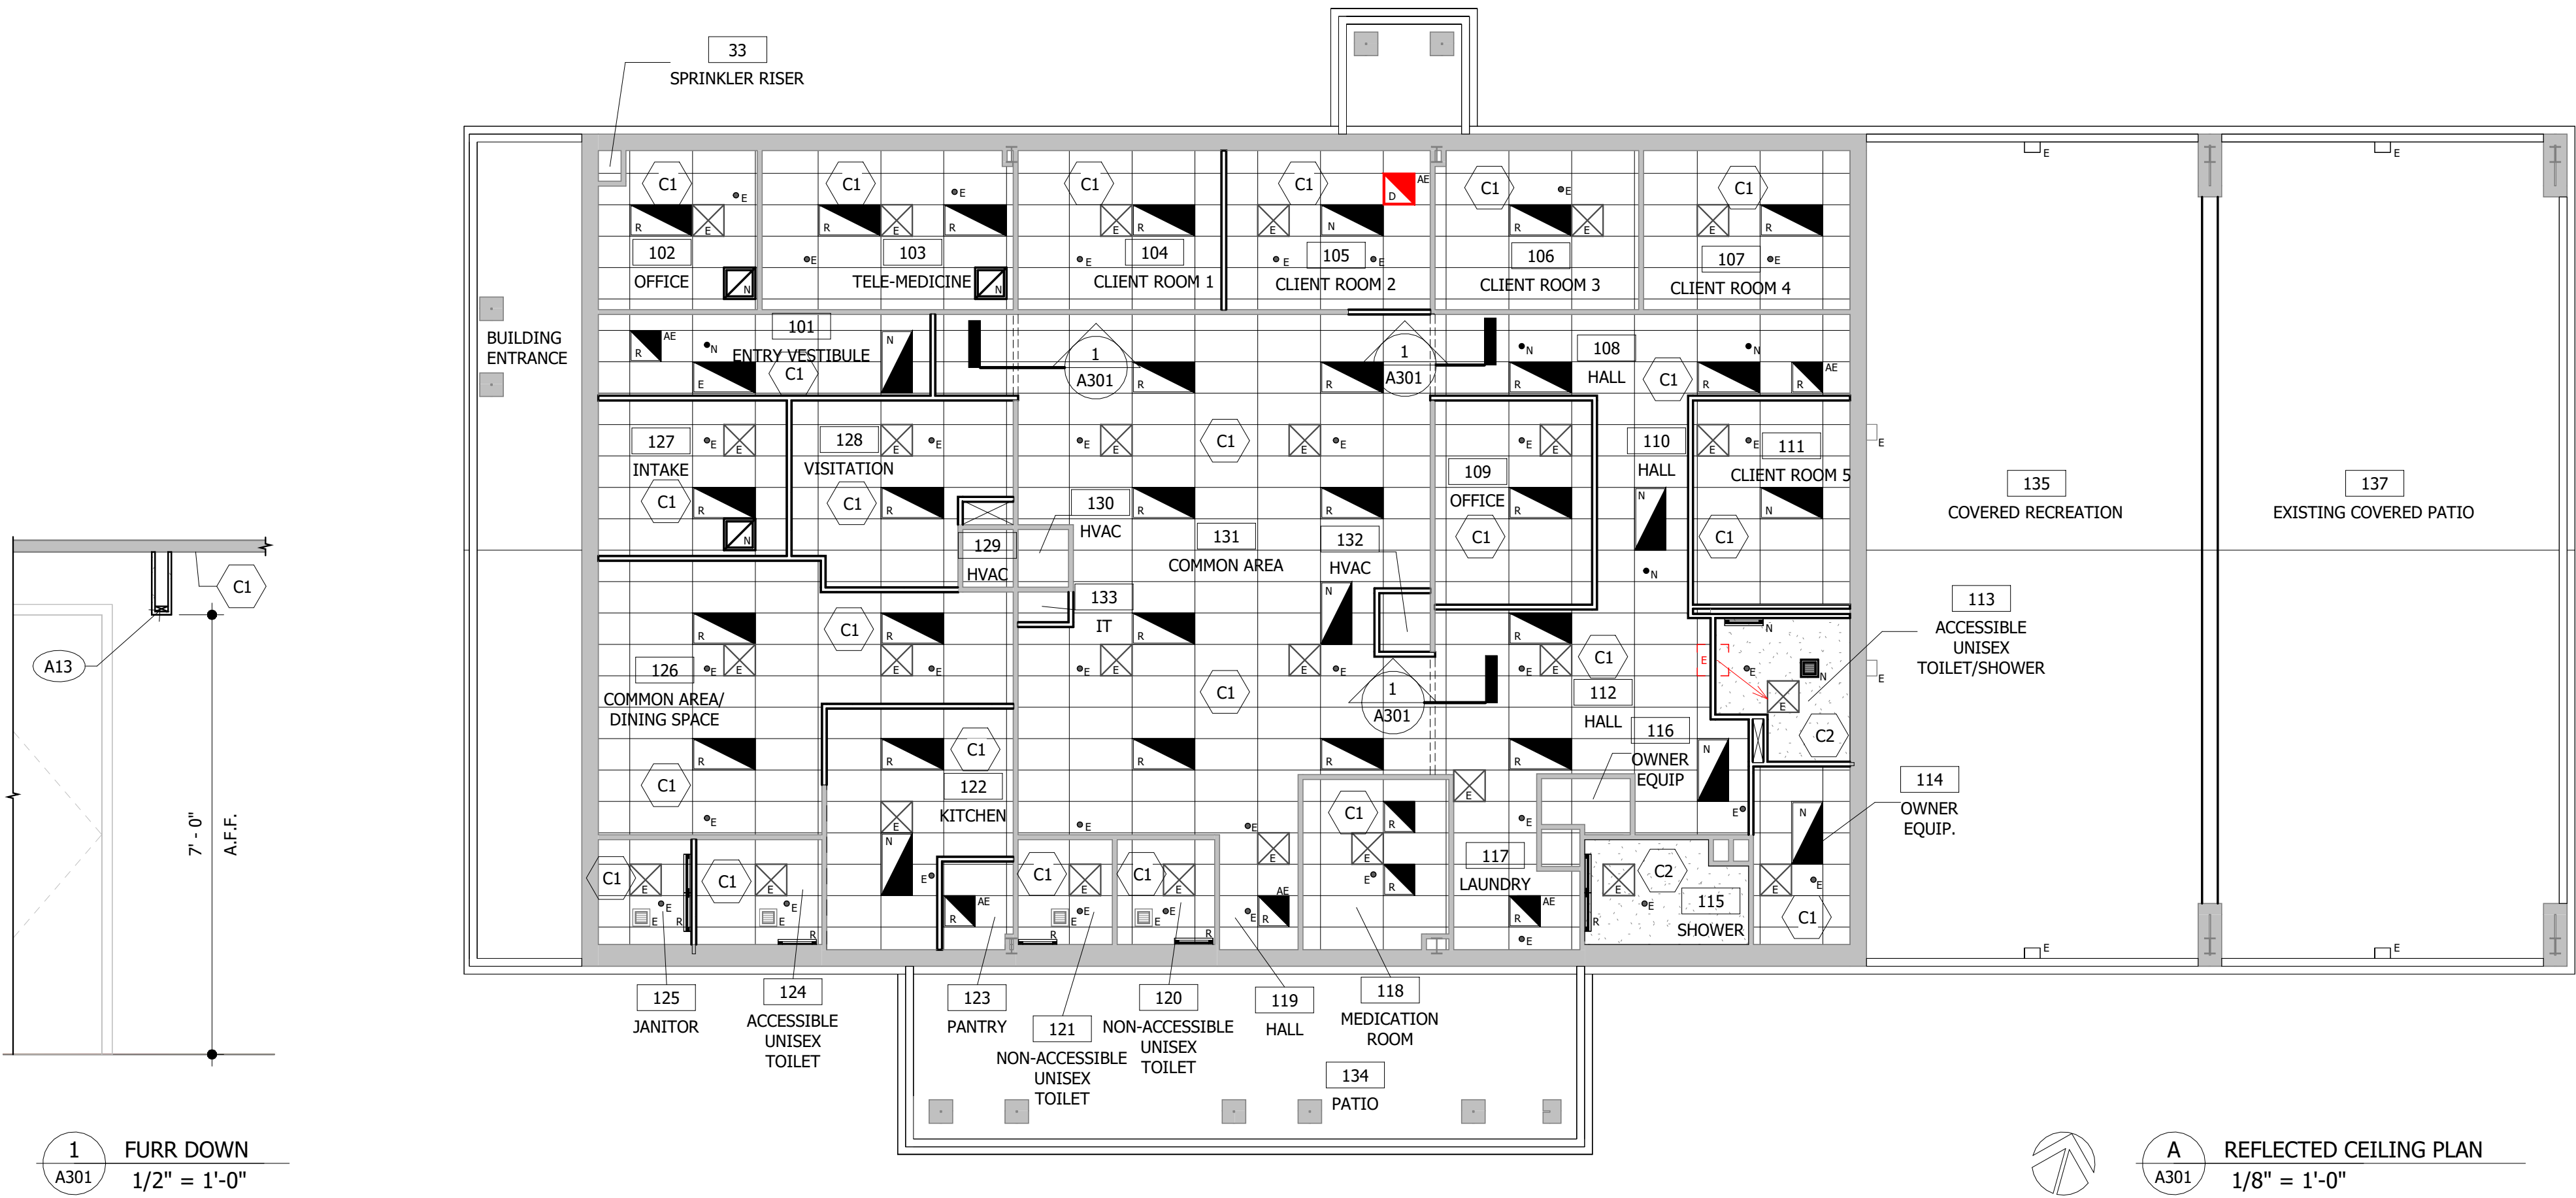 33
SPRINKLER RISER
E
E
C1
E
R
E
102
OFFICE
N
C1
E
R
E
R
103
E
TELE-MEDICINE
N
C1
E
R
104
E
CLIENT ROOM 1
C1
D
AE
E
N
105
E
E
CLIENT ROOM 2
C1
E
R
E
106
CLIENT ROOM 3
C1
E
R
107
E
CLIENT ROOM 4
BUILDING
ENTRANCE
R
AE
N
101
ENTRY VESTIBULE
C1
E
N
1
A301
R
R
1
A301
N
R
108
HALL
C1
N
R
R
AE
127
E
E
INTAKE
C1
R
N
128
E
E
VISITATION
C1
R
E
E
C1
E
E
130
HVAC
R
R
131
COMMON AREA
129
HVAC
132
HVAC
133
IT
N
E
E
109
OFFICE
R
C1
110
HALL
N
N
E
E
111
CLIENT ROOM 5
N
C1
E
135
COVERED RECREATION
137
EXISTING COVERED PATIO
113
ACCESSIBLE
UNISEX
TOILET/SHOWER
R
R
C1
126
E
E
E
E
COMMON AREA/
DINING SPACE
R
C1
E
E
E
E
E
C1
R
R
1
A301
R
E
E
C1
112
HALL
R
E
N
E
N
E
C2
E
116
OWNER
EQUIP
N
E
114
OWNER
EQUIP.
R
C1
122
KITCHEN
E
N
E
C1
E
E
E
R
C1
E
E
E
R
AE
C1
E
E
E
R
C1
E
E
E
R
E
E
E
AE
R
C1
R
E
E
R
E
E
117
LAUNDRY
R
AE
E
R
E
C2
E
115
SHOWER
N
E
E
C1
125
JANITOR
124
ACCESSIBLE
UNISEX
TOILET
123
PANTRY
121
NON-ACCESSIBLE
UNISEX
TOILET
120
NON-ACCESSIBLE
UNISEX
TOILET
119
HALL
118
MEDICATION
ROOM
134
PATIO
E
E
C1
A13
7' - 0"
A.F.F.
1
A301
FURR DOWN
1/2" = 1'-0"
A
A301
REFLECTED CEILING PLAN
1/8" = 1'-0"